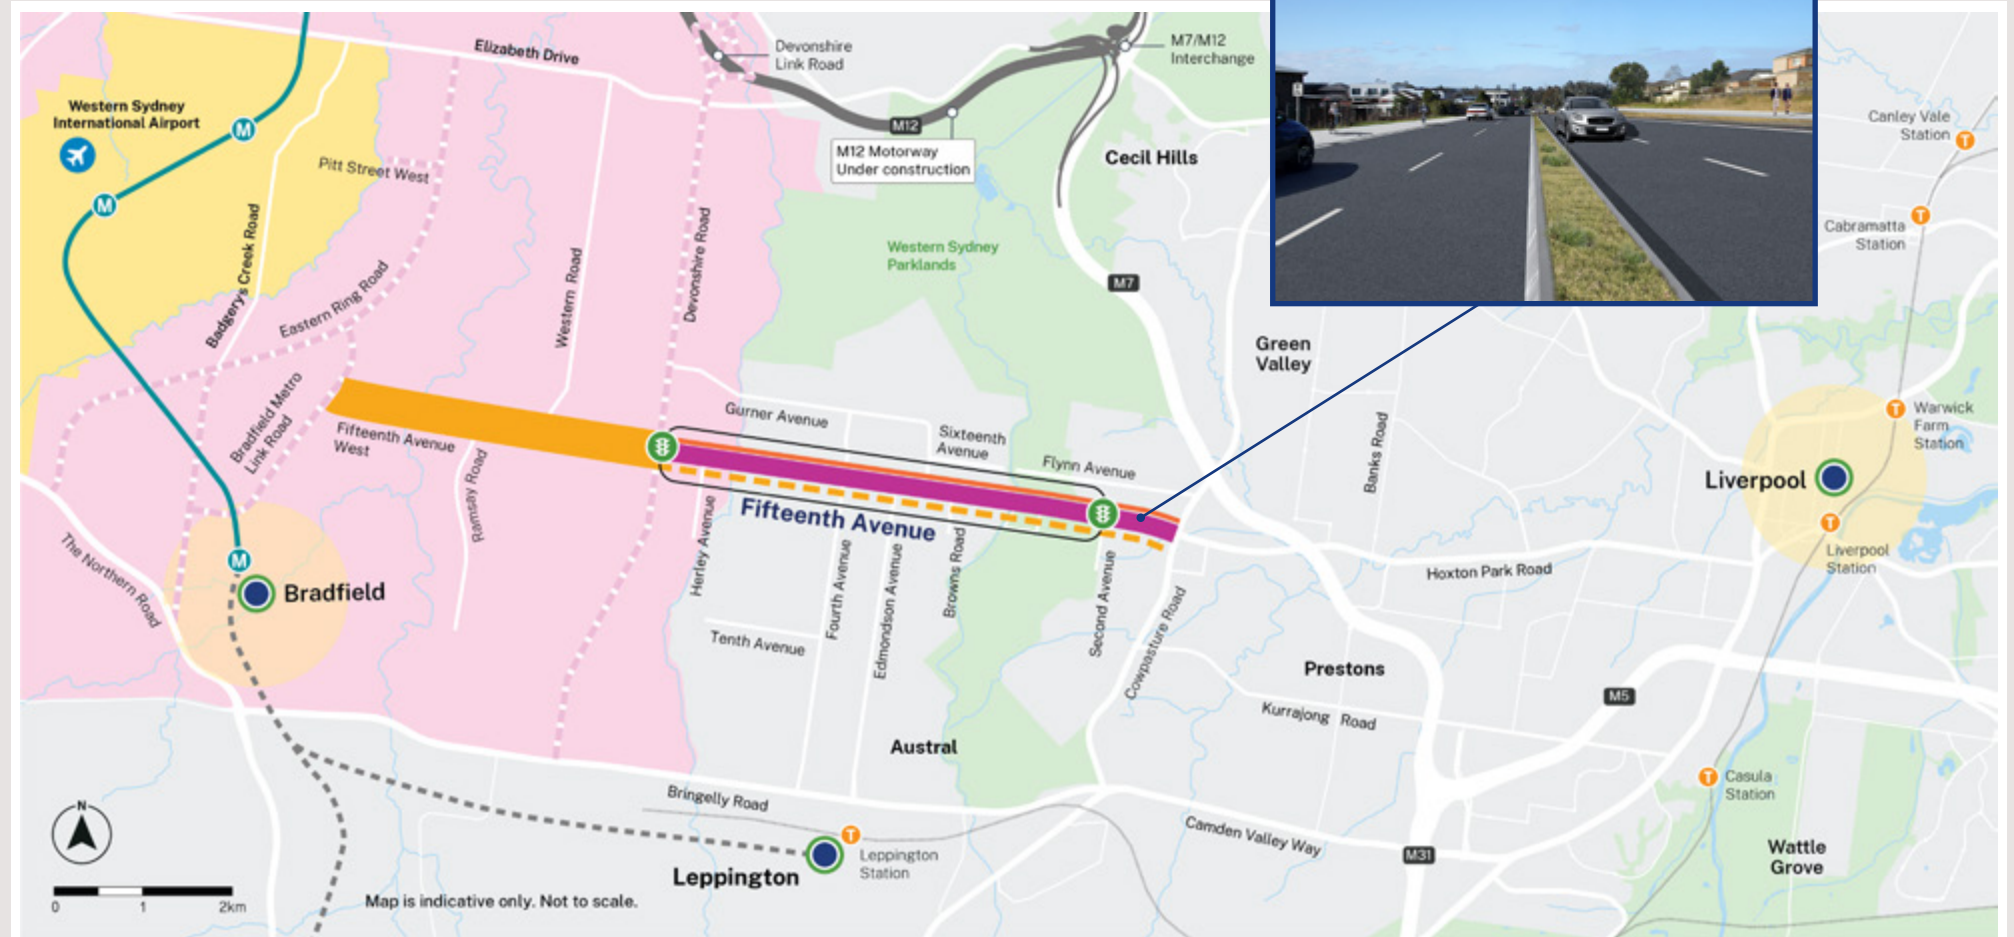 Elizabeth Drive
Devonshire
Link Road
M7/M12
Interchange
Western Sydney
International Airport
M
M
Pitt Street West
M12
M12 Motorway
Under construction
Cecil Hills
Canley Vale
Station
T
T
Cabramatta
Station
Badgerys Creek Road
Eastern Ring Road
Western Road
Devonshire Road
Western Sydney
Parklands
M7
Green
Valley
Bradfield Metro
Link Road
Fifteenth Avenue
West
Gurner Avenue
Sixteenth
Avenue
Flynn Avenue
Banks Road
T
Warwick
Farm
Station
Liverpool
T
Liverpool
Station
Ramsay Road
Fifteenth Avenue
Herley Avenue
Fourth Avenue
Edmondson Avenue
Browns Road
Second Avenue
Cowpasture Road
Hoxton Park Road
The Northern Road
M
Bradfield
Tenth Avenue
Prestons
M5
Kurrajong Road
Austral
T
Casula
Station
Bringelly Road
Camden Valley Way
M31
Wattle
Grove
T
Leppington
Station
Leppington
N
0 1 2km
Map is indicative only. Not to scale.